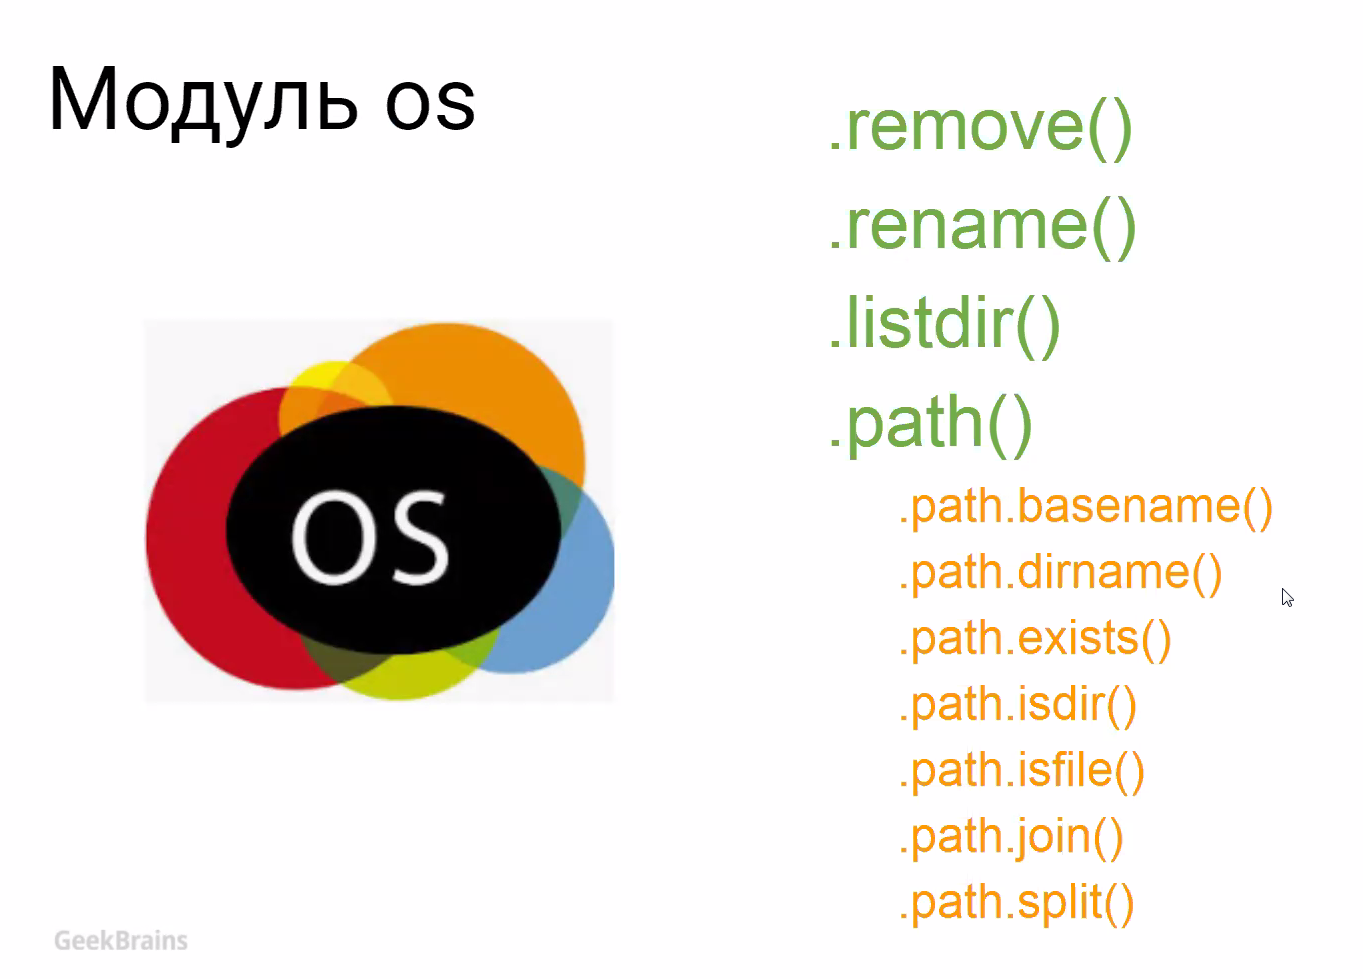 Модуль os
.remove()
.rename()
.listdir()
.path()
.path.basename()
.path.dirname()
.path.exists()
.path.isdir()
.path.isfile()
.path.join()
.path.split()
OS
GeekBrains